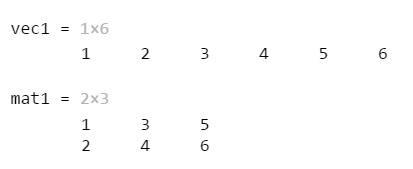 vec1 = 1×6
1 2 3 4 5 6
mat1 = 2×3
1 3 5
2 4 6